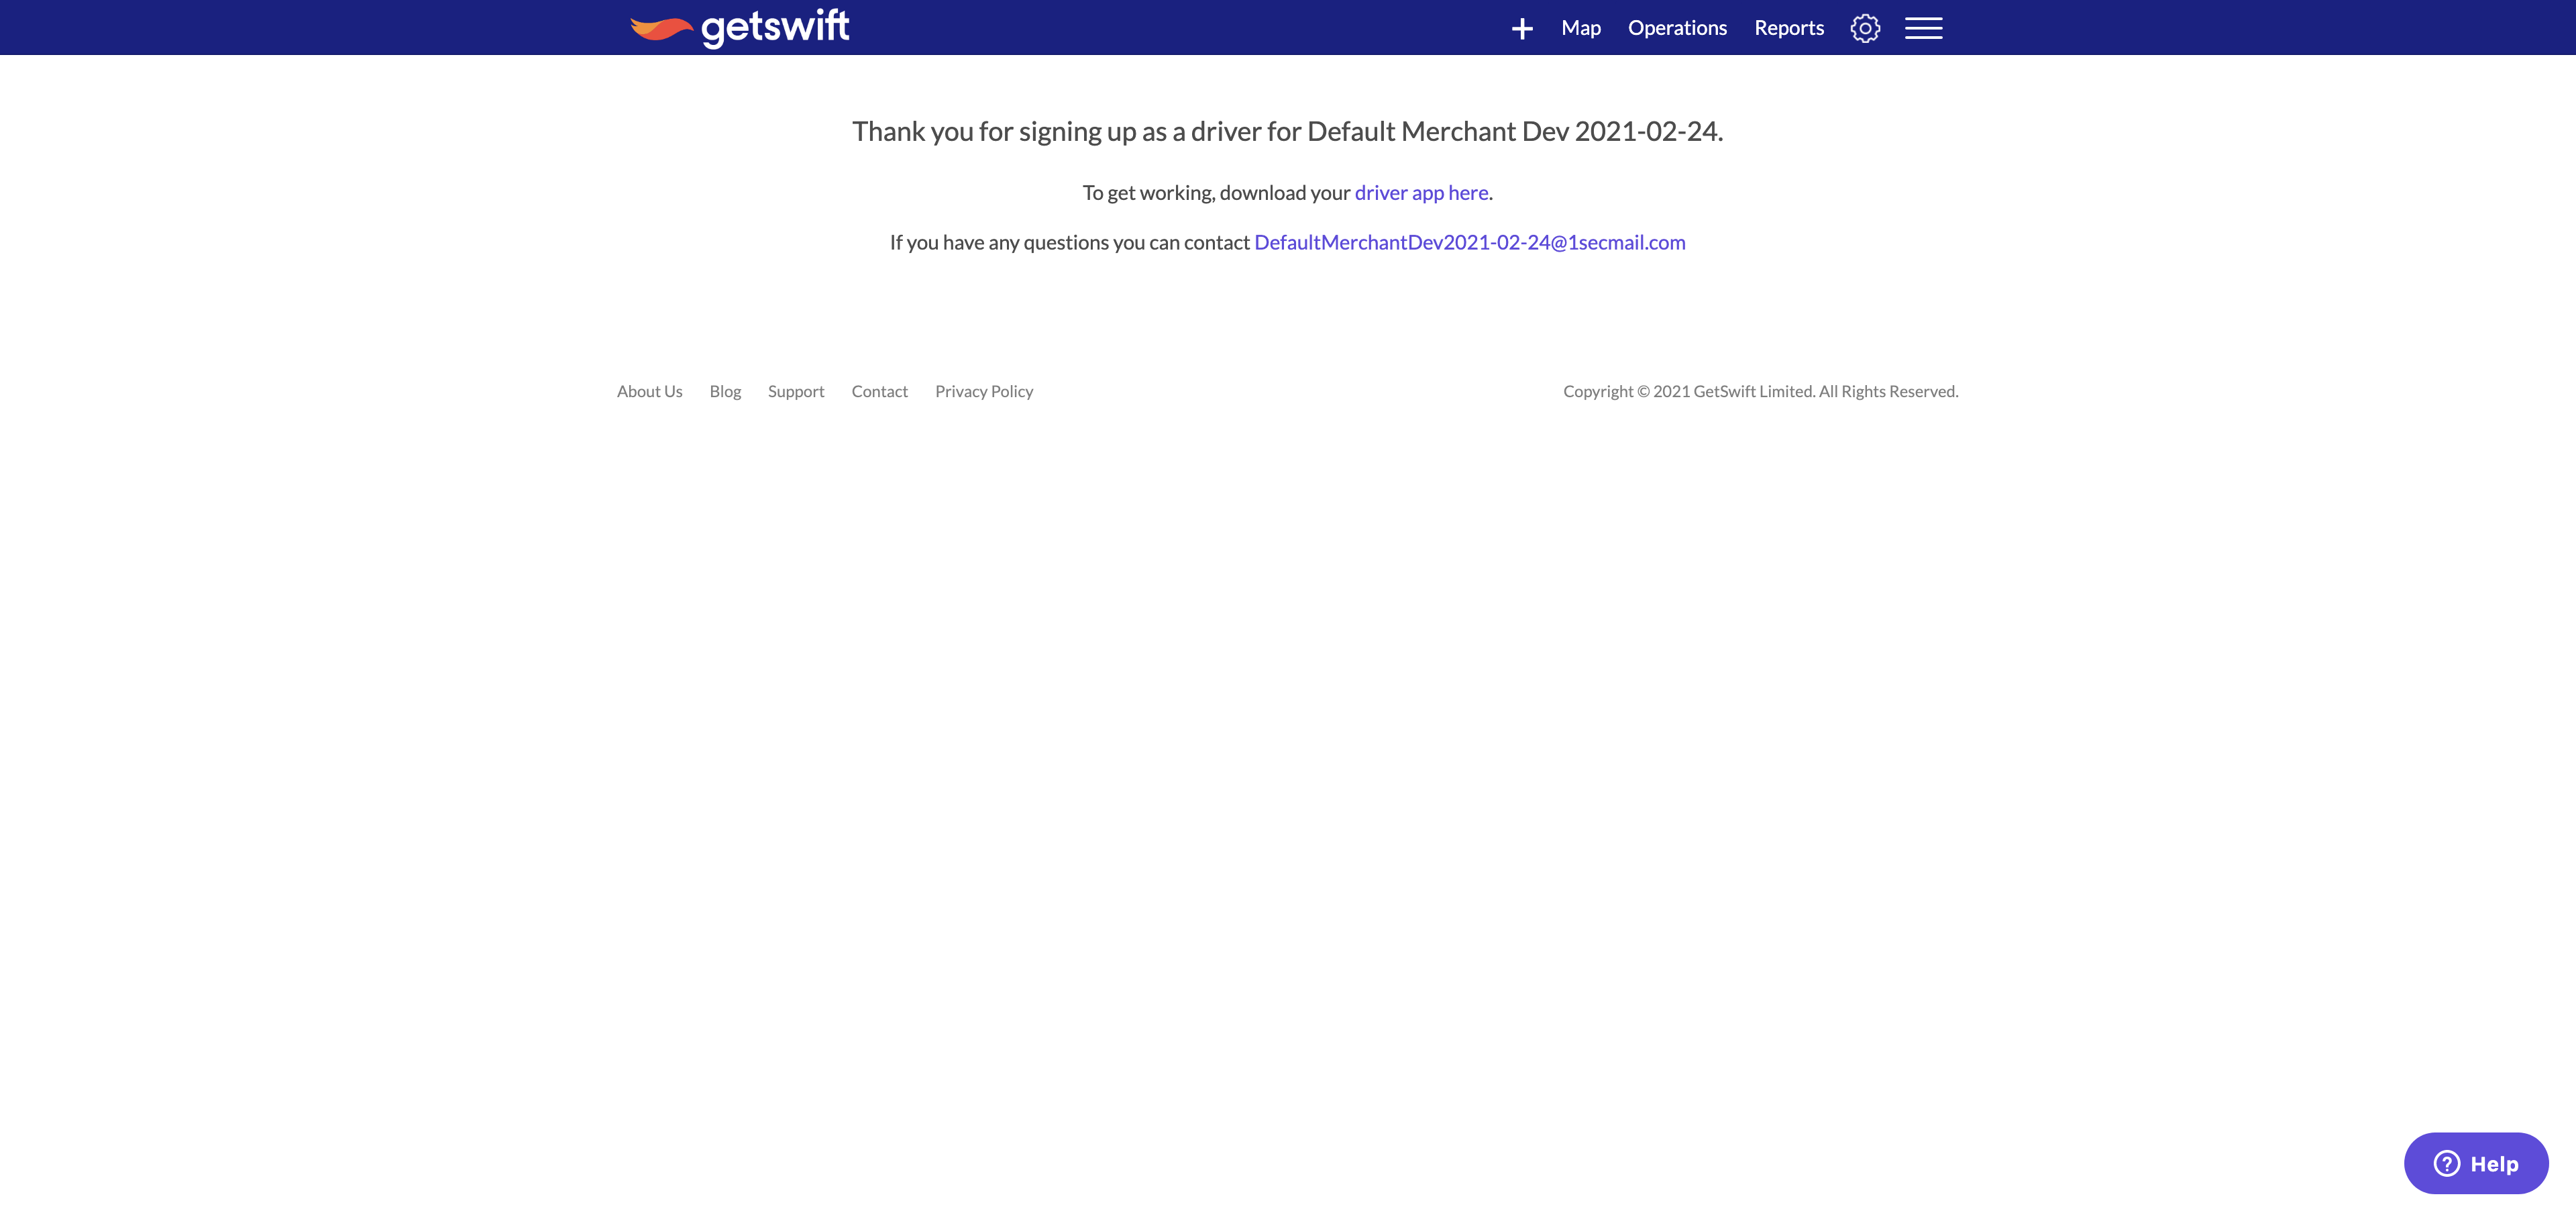 getswift
+ Map Operations Reports
Thank you for signing up as a driver for Default Merchant Dev 2021-02-24.
To get working, download your driver app here.
If you have any questions you can contact DefaultMerchantDev2021-02-24@1secmail.com
About Us Blog Support Contact Privacy Policy Copyright © 2021 GetSwift Limited. All Rights Reserved.
? Help